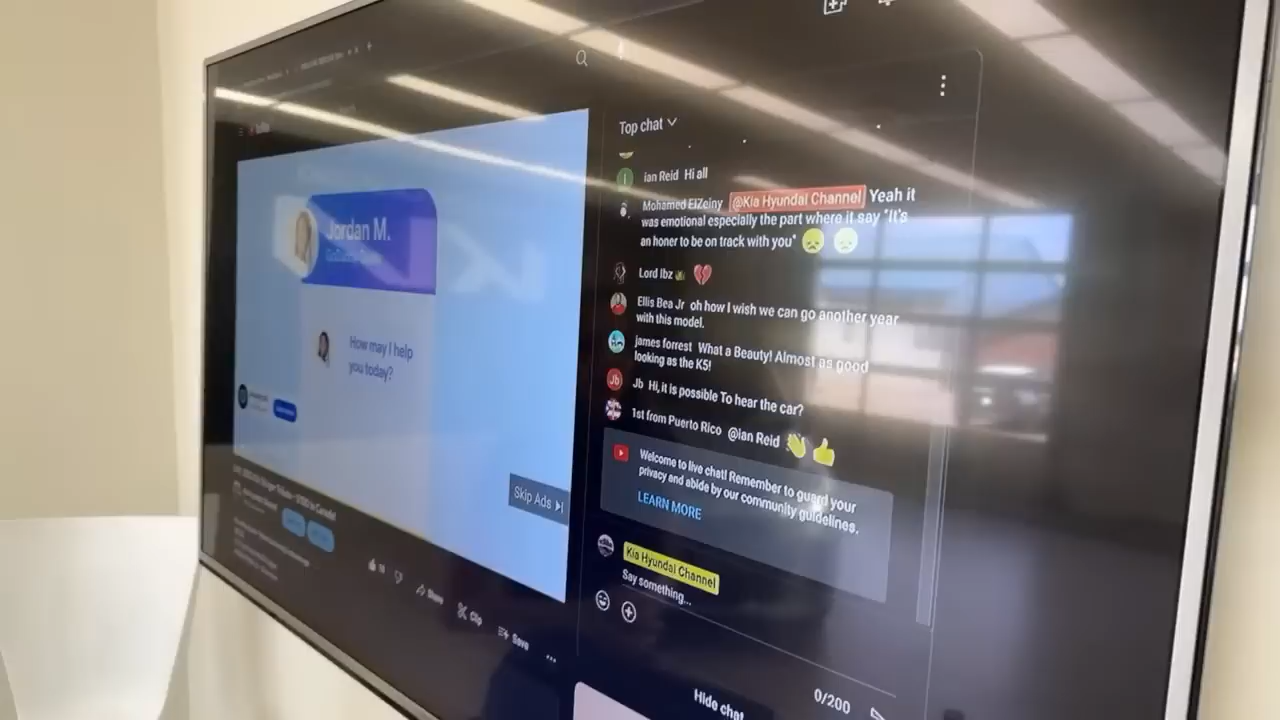 Top chat
ian Reid Hi all
Mohamed ElZeiny @Kia Hyundai Channel Yeah it
was emotional especially the part where it say "It's
an honer to be on track with you"
Lord Ibz
Ellis Bea Jr oh how I wish we can go another year
with this model.
james forrest What a Beauty! Almost as good
looking as the K5!
Jb
Jb Hi, it is possible To hear the car?
1st from Puerto Rico @Ian Reid
Welcome to live chat! Remember to guard your
privacy and abide by our community guidelines.
LEARN MORE
Kia Hyundai Channel
Say something...
0/200
Hide chat
Jordan M.
How may I help
you today?
Skip Ads
Share
Clip
Save